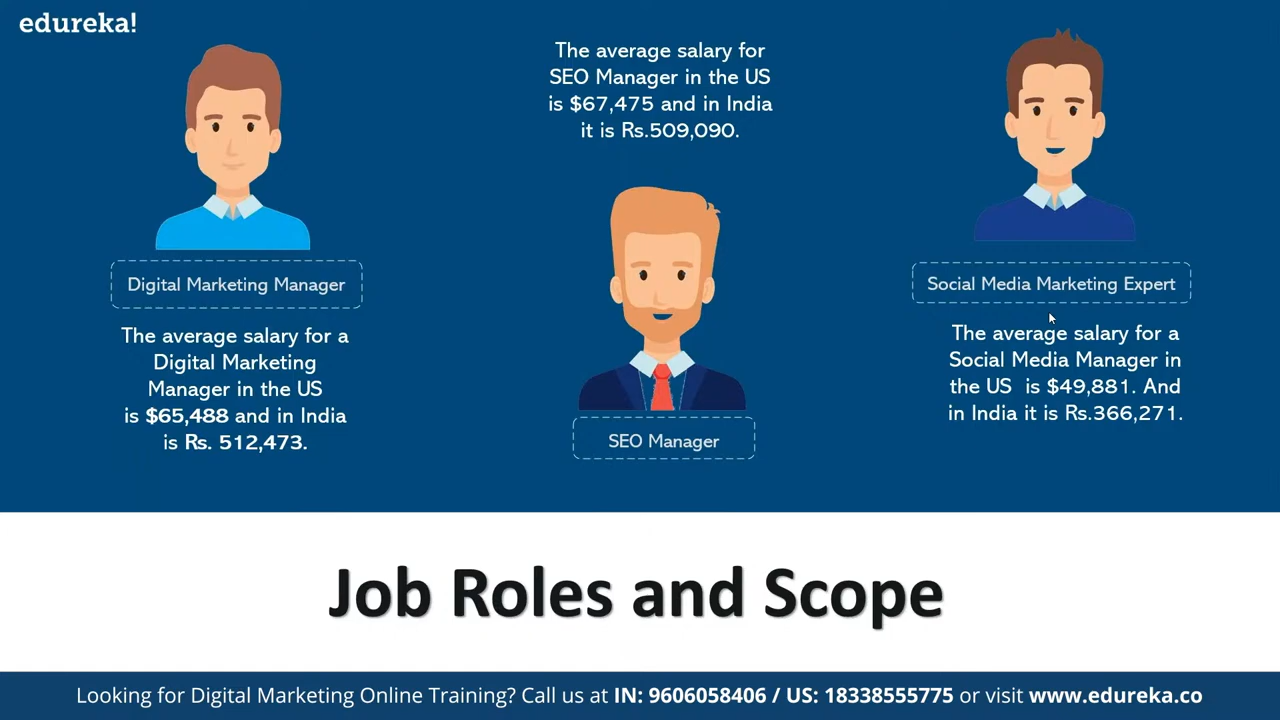 edureka!
Digital Marketing Manager
The average salary for a
Digital Marketing
Manager in the US
is $65,488 and in India
is Rs. 512,473.
The average salary for
SEO Manager in the US
is $67,475 and in India
it is Rs.509,090.
SEO Manager
Social Media Marketing Expert
The average salary for a
Social Media Manager in
the US is $49,881. And
in India it is Rs.366,271.
Job Roles and Scope
Looking for Digital Marketing Online Training? Call us at IN: 9606058406 / US: 18338555775 or visit www.edureka.co